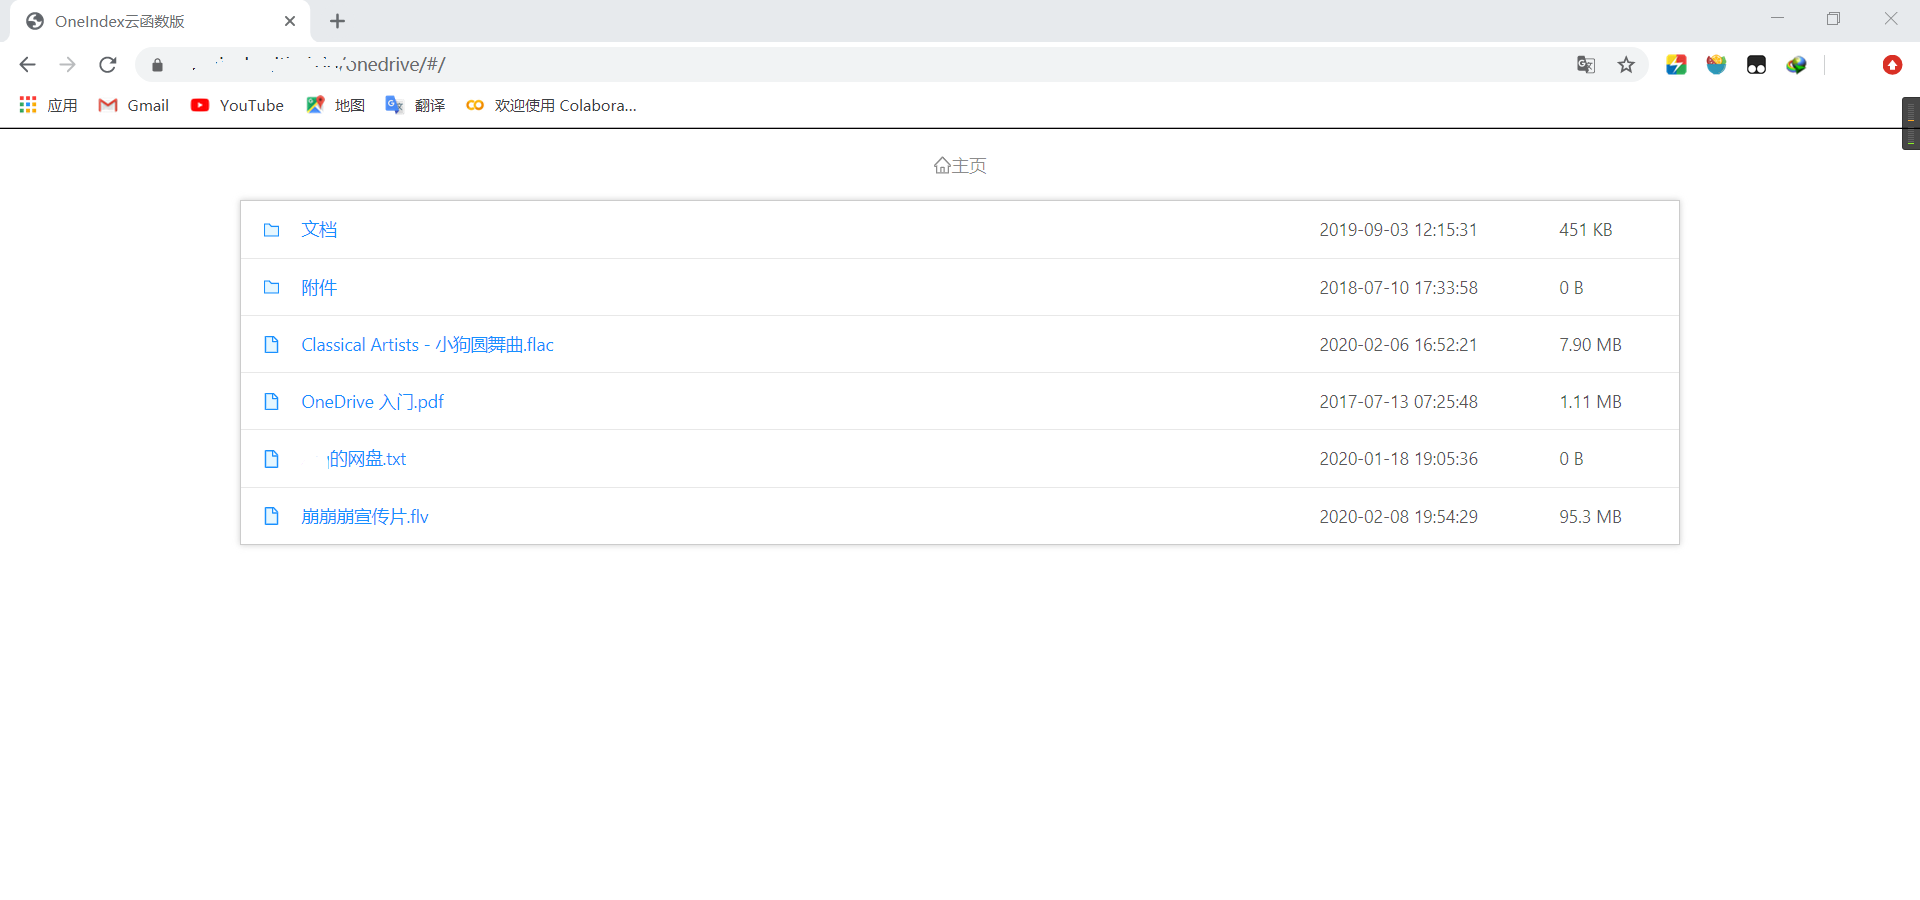 OneIndex云函数版
onedrive/#/
应用 Gmail YouTube 地图 翻译 欢迎使用 Colabora...
主页
文档 2019-09-03 12:15:31 451 KB
附件 2018-07-10 17:33:58 0 B
Classical Artists - 小狗圆舞曲.flac 2020-02-06 16:52:21 7.90 MB
OneDrive 入门.pdf 2017-07-13 07:25:48 1.11 MB
的网盘.txt 2020-01-18 19:05:36 0 B
崩崩崩宣传片.flv 2020-02-08 19:54:29 95.3 MB